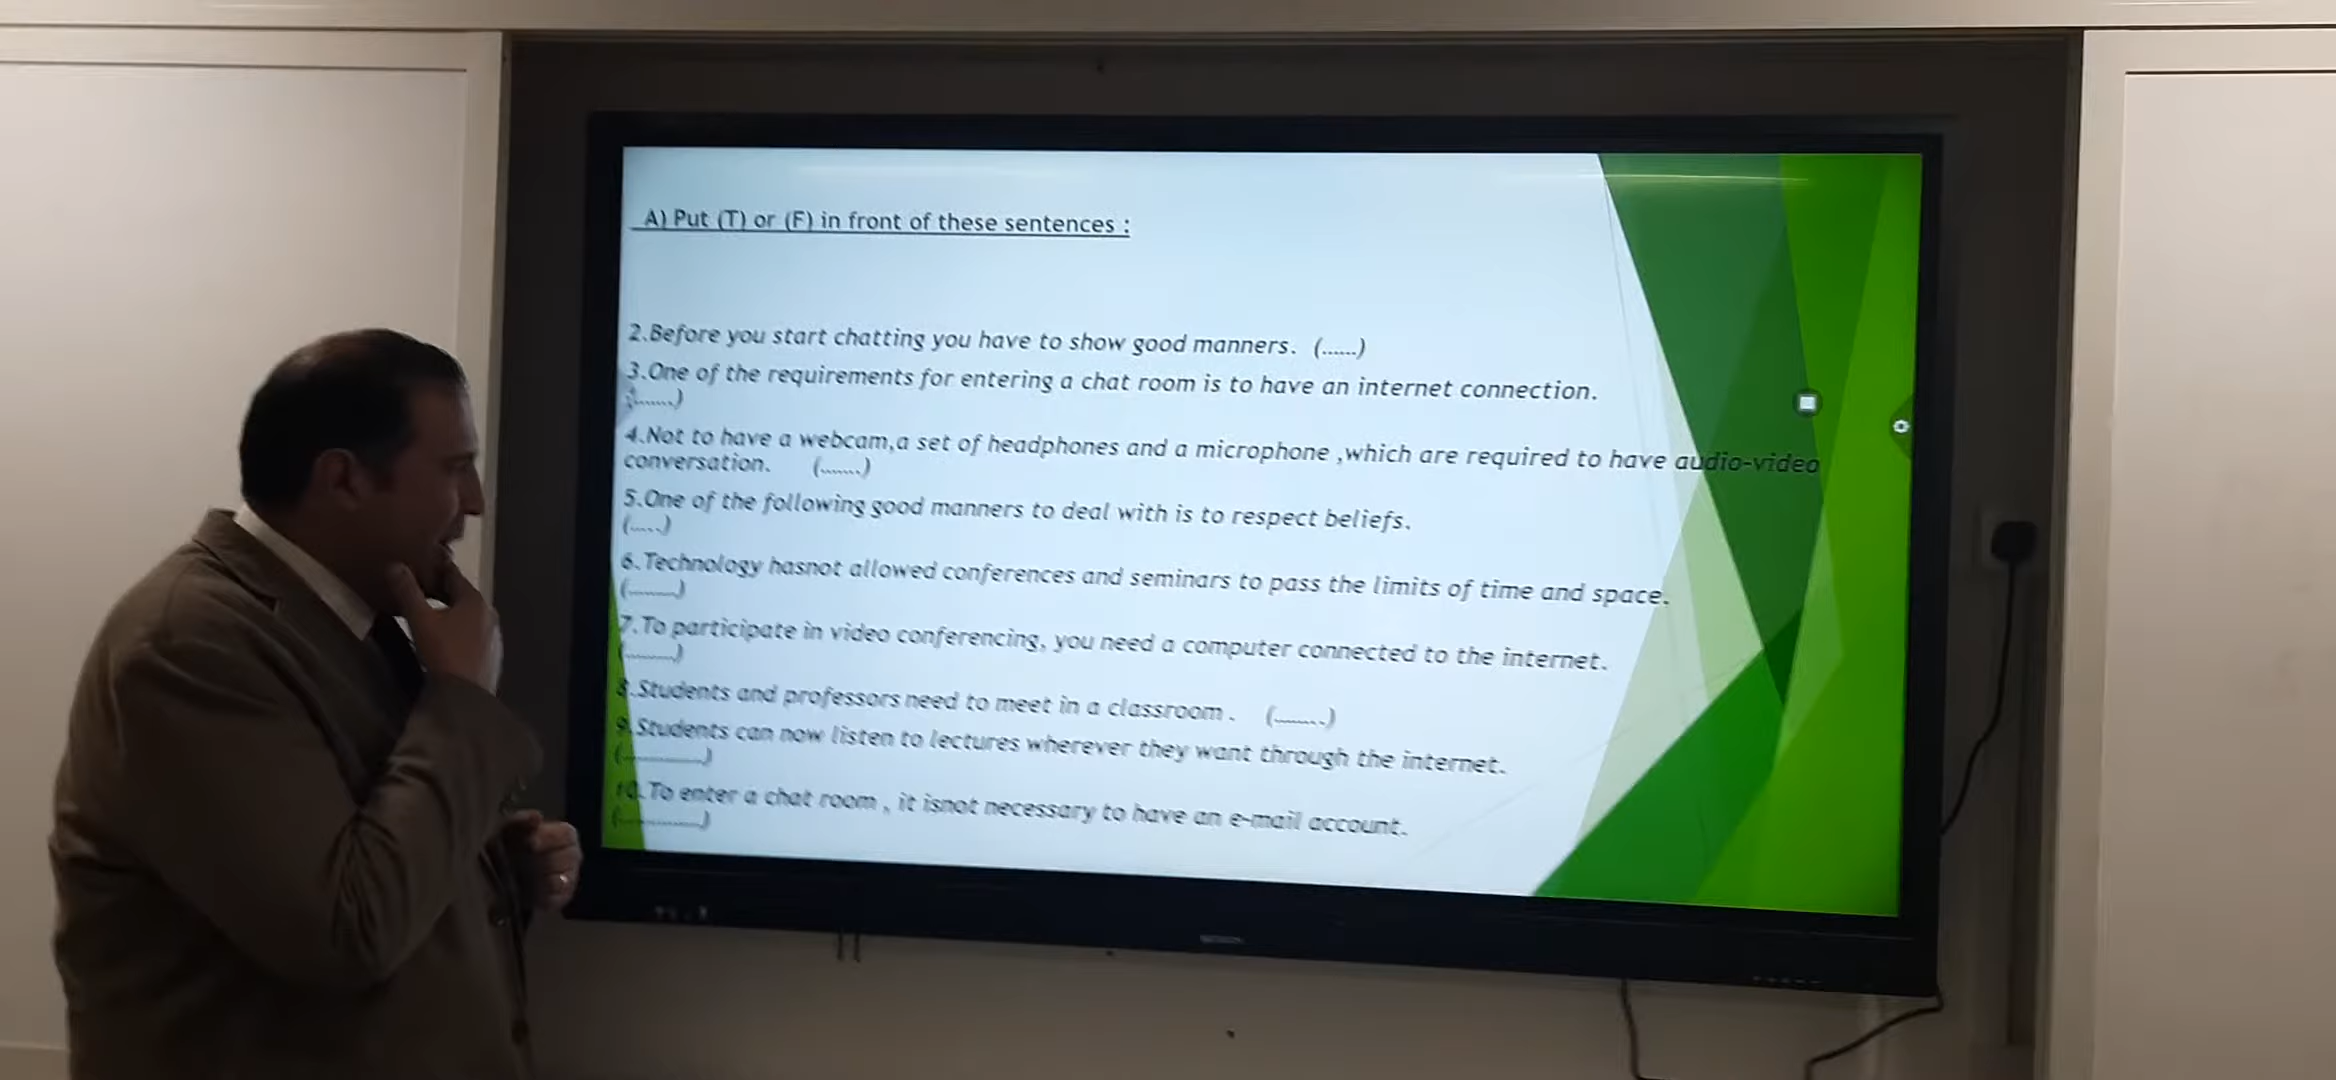 A) Put (T) or (F) in front of these sentences :
2.Before you start chatting you have to show good manners. (......)
3.One of the requirements for entering a chat room is to have an internet connection.
(.......)
4.Not to have a webcam,a set of headphones and a microphone ,which are required to have audio-video
conversation. (.......)
5.One of the following good manners to deal with is to respect beliefs.
(.....)
6.Technology hasnot allowed conferences and seminars to pass the limits of time and space.
(.........)
7.To participate in video conferencing, you need a computer connected to the internet.
(.........)
8.Students and professors need to meet in a classroom . (........)
9.Students can now listen to lectures wherever they want through the internet.
(..............)
10.To enter a chat room , it isnot necessary to have an e-mail account.
(..............)